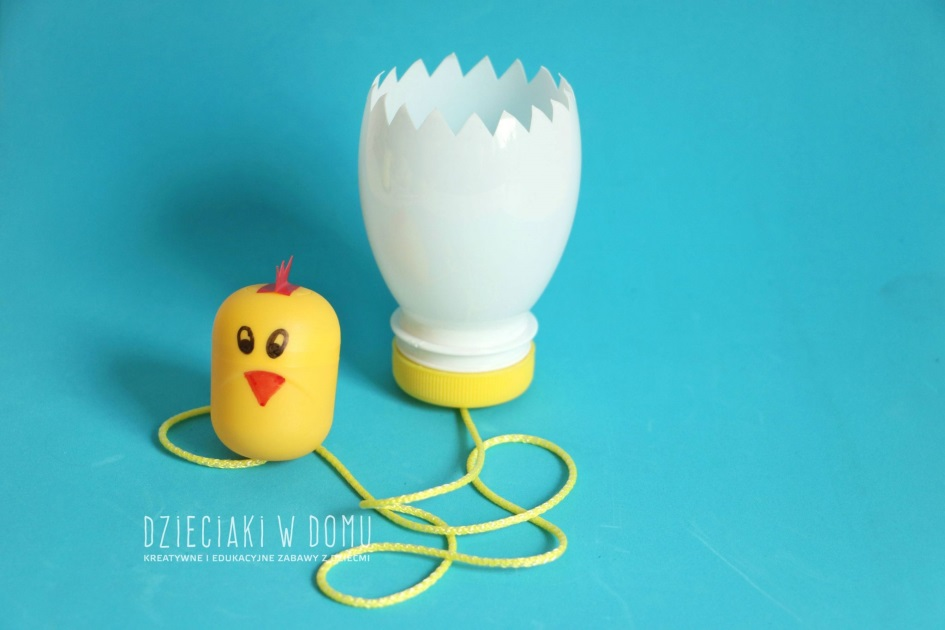 DZIECIAKI W DOMU
KREATYWNE I EDUKACYJNE ZABAWY Z DZIEĆMI